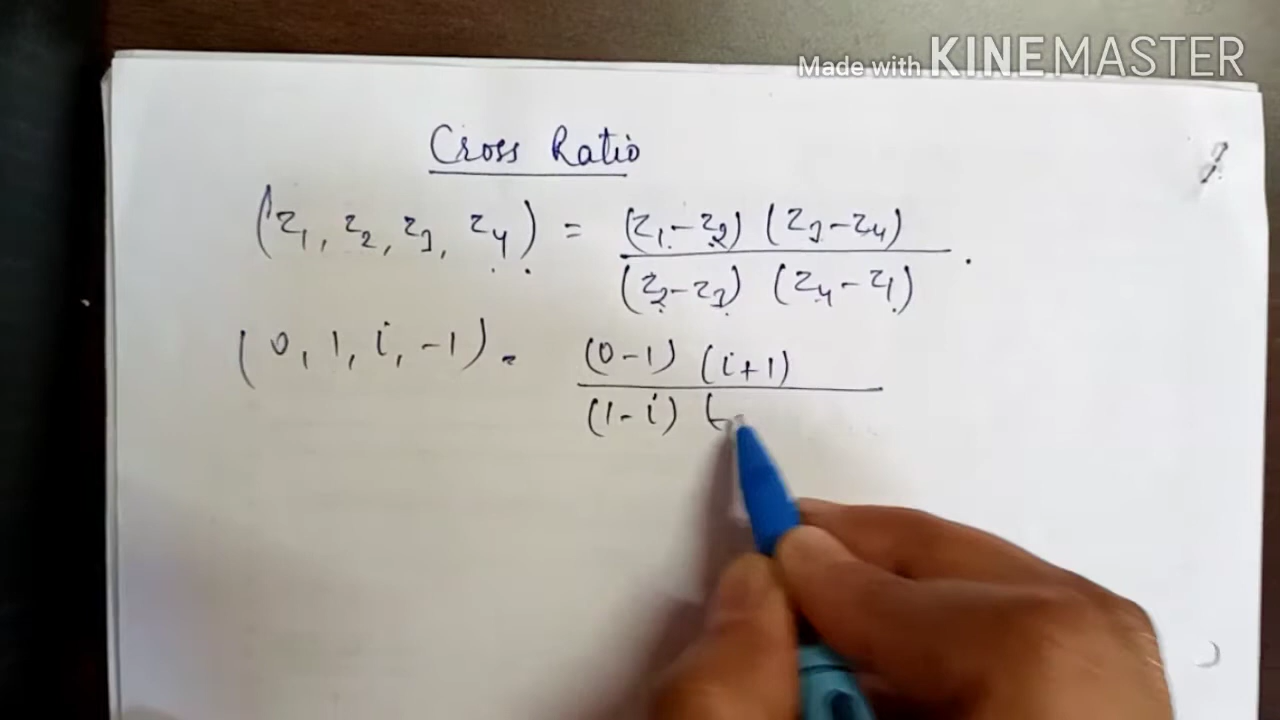 Made with KINEMASTER
Cross Ratio
(z₁, z₂, z₃, z₄) = (z₁-z₂) (z₃-z₄)
(z₂-z₃) (z₄-z₁) .
(0, 1, i, -1) = (0-1) (i+1)
(1-i) (-